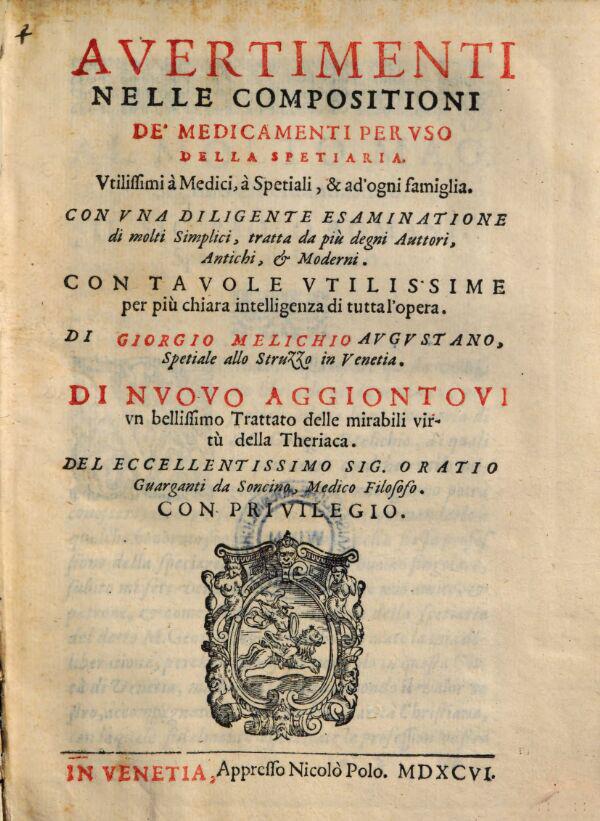 AVERTIMENTI
NELLE COMPOSITIONI
DE' MEDICAMENTI PER VSO
DELLA SPETIARIA.
Vtilissimi à Medici, à Spetiali, & ad'ogni famiglia.
CON VNA DILIGENTE ESAMINATIONE
di molti Simplici, tratta da più degni Auttori,
Antichi, & Moderni.
CON TAVOLE VTILISSIME
per più chiara intelligenza di tutta l'opera.
DI GIORGIO MELICHIO AVGVSTANO,
Spetiale allo Struzzo in Venetia.
DI NVOVO AGGIONTOVI
vn bellissimo Trattato delle mirabili vir-
tù della Theriaca.
DEL ECCELLENTISSIMO SIG. ORATIO
Guarganti da Soncino, Medico Filosofo.
CON PRIVILEGIO.
IN VENETIA, Appresso Nicolò Polo. MDXCVI.